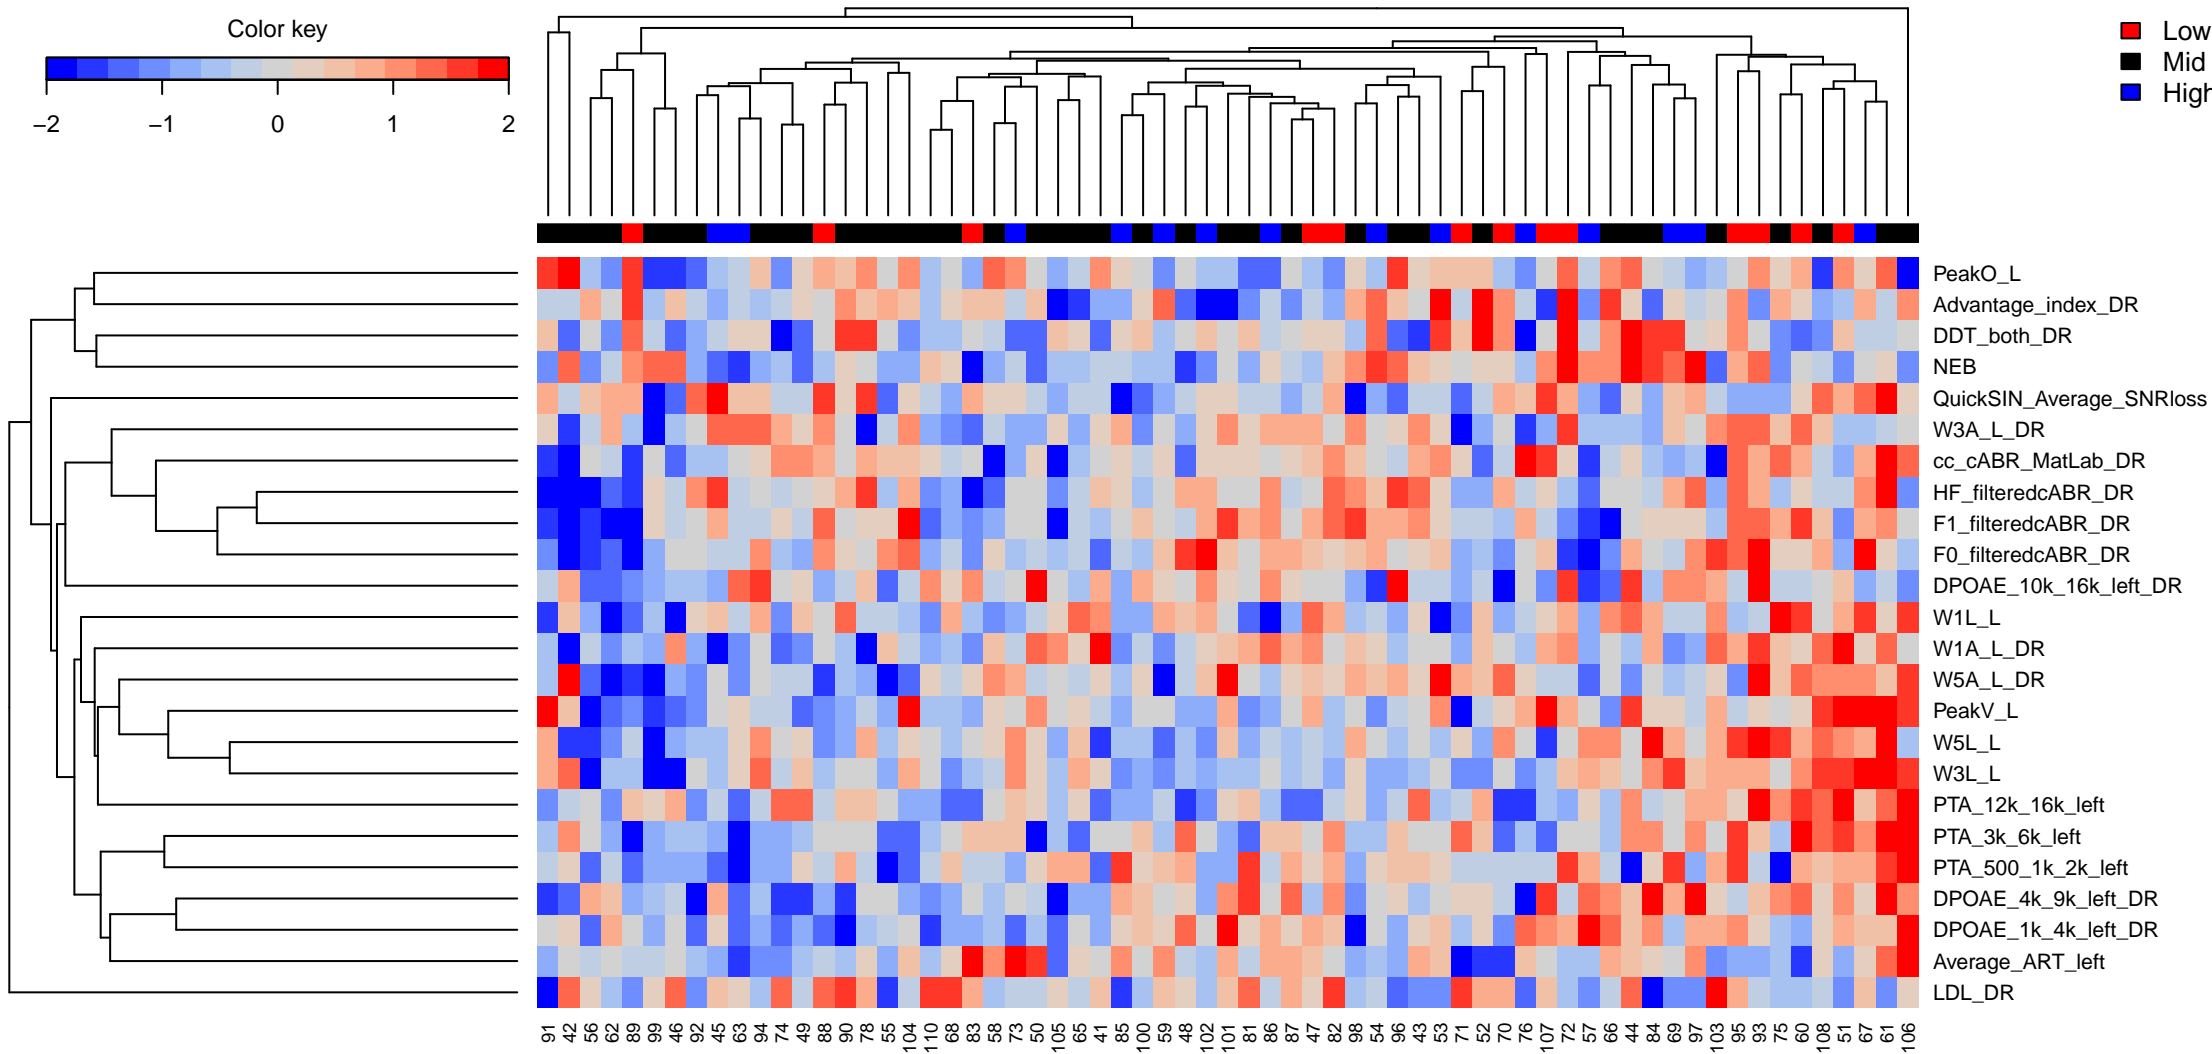 Color key
−2 −1 0 1 2
Low
Mid
High
PeakO_L
Advantage_index_DR
DDT_both_DR
NEB
QuickSIN_Average_SNRloss
W3A_L_DR
cc_cABR_MatLab_DR
HF_filteredcABR_DR
F1_filteredcABR_DR
F0_filteredcABR_DR
DPOAE_10k_16k_left_DR
W1L_L
W1A_L_DR
W5A_L_DR
PeakV_L
W5L_L
W3L_L
PTA_12k_16k_left
PTA_3k_6k_left
PTA_500_1k_2k_left
DPOAE_4k_9k_left_DR
DPOAE_1k_4k_left_DR
Average_ART_left
LDL_DR
91 42 56 62 89 99 46 92 45 63 94 74 49 88 90 78 55 104 110 68 83 58 73 50 105 65 41 85 100 59 48 102 101 81 86 87 47 82 98 54 96 43 53 71 52 70 76 107 72 57 66 44 84 69 97 103 95 93 75 60 108 51 67 61 106